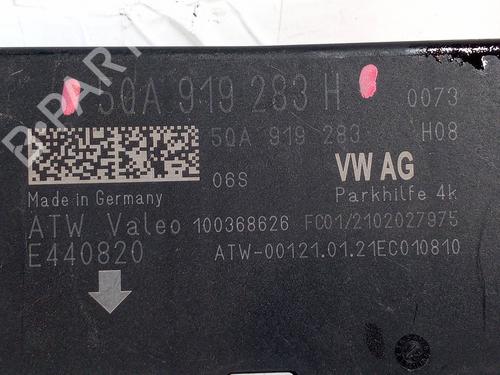 5QA 919 283 H 0073
5QA 919 283 H08
06S VW AG
Made in Germany Parkhilfe 4k
ATW Valeo 100368626 FC01/2102027975
E440820 ATW-00121.01.21EC010810
B-PARTS